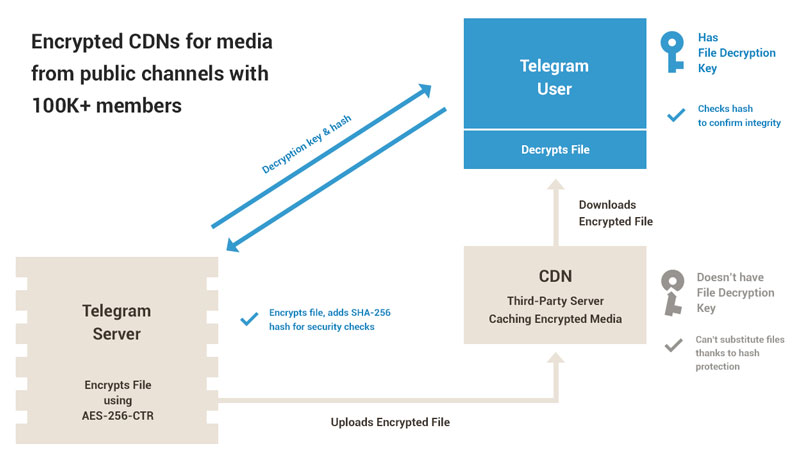 Encrypted CDNs for media
from public channels with
100K+ members
Telegram
User
Decrypts File
Has
File Decryption
Key
Checks hash
to confirm integrity
Decryption key & hash
Downloads
Encrypted File
CDN
Third-Party Server
Caching Encrypted Media
Doesn't have
File Decryption
Key
Can't substitute files
thanks to hash
protection
Telegram
Server
Encrypts File
using
AES-256-CTR
Encrypts file, adds SHA-256
hash for security checks
Uploads Encrypted File